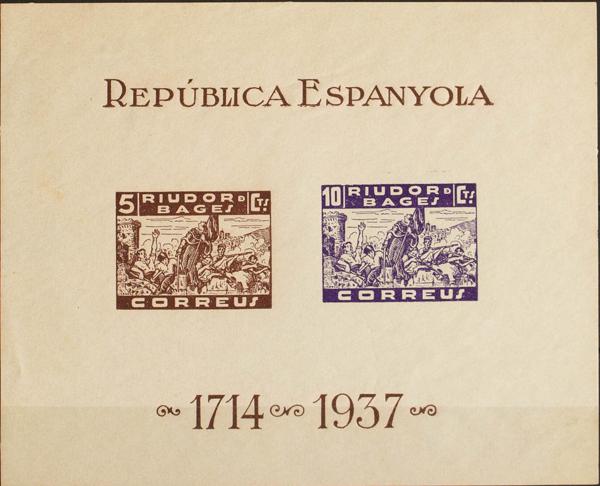 REPÚBLICA ESPANYOLA
5 RIUDOR D BAGES CTS
CORREUS
10 RIUDOR D BAGES CTS
CORREUS
1714 1937